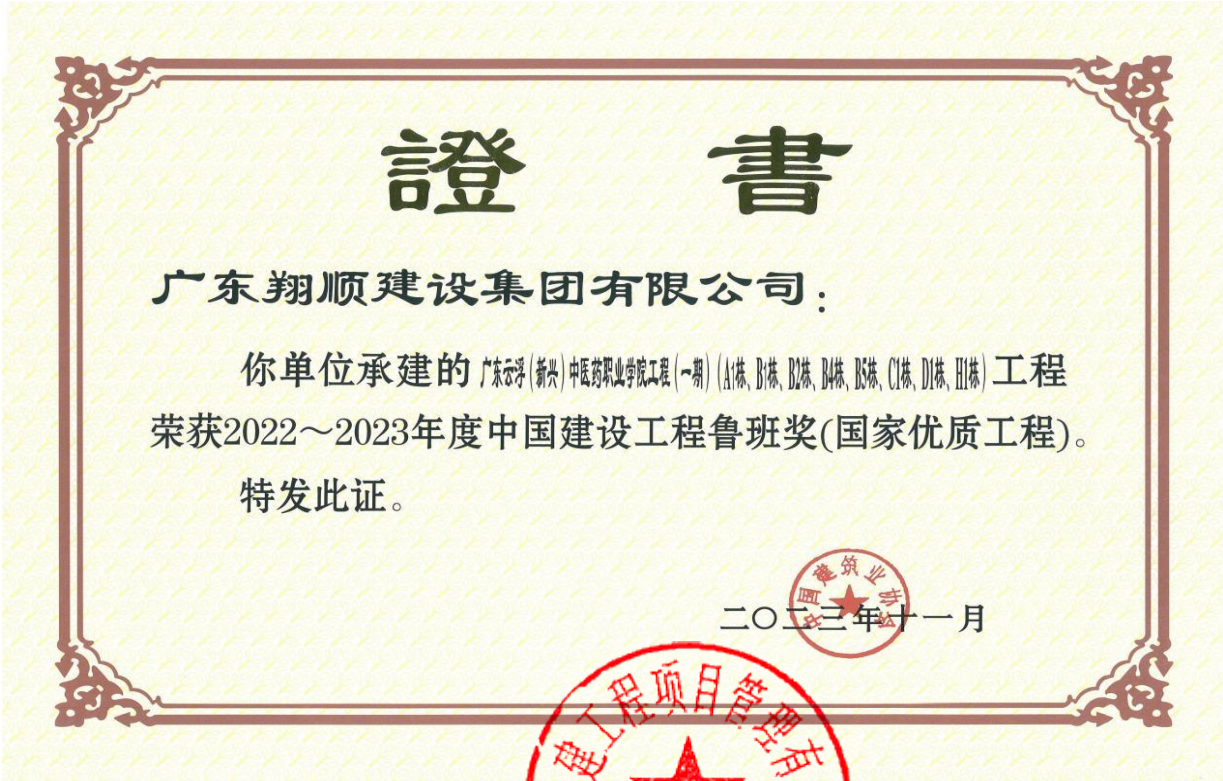 證書
广东翔顺建设集团有限公司：
你单位承建的广东云浮(新兴)中医药职业学院工程(一期)(A1栋、B1栋、B2栋、B4栋、B5栋、C1栋、D1栋、H1栋)工程
荣获2022～2023年度中国建设工程鲁班奖(国家优质工程)。
特发此证。
中国建筑业协会
二〇二三年十一月
建工程项目管理有